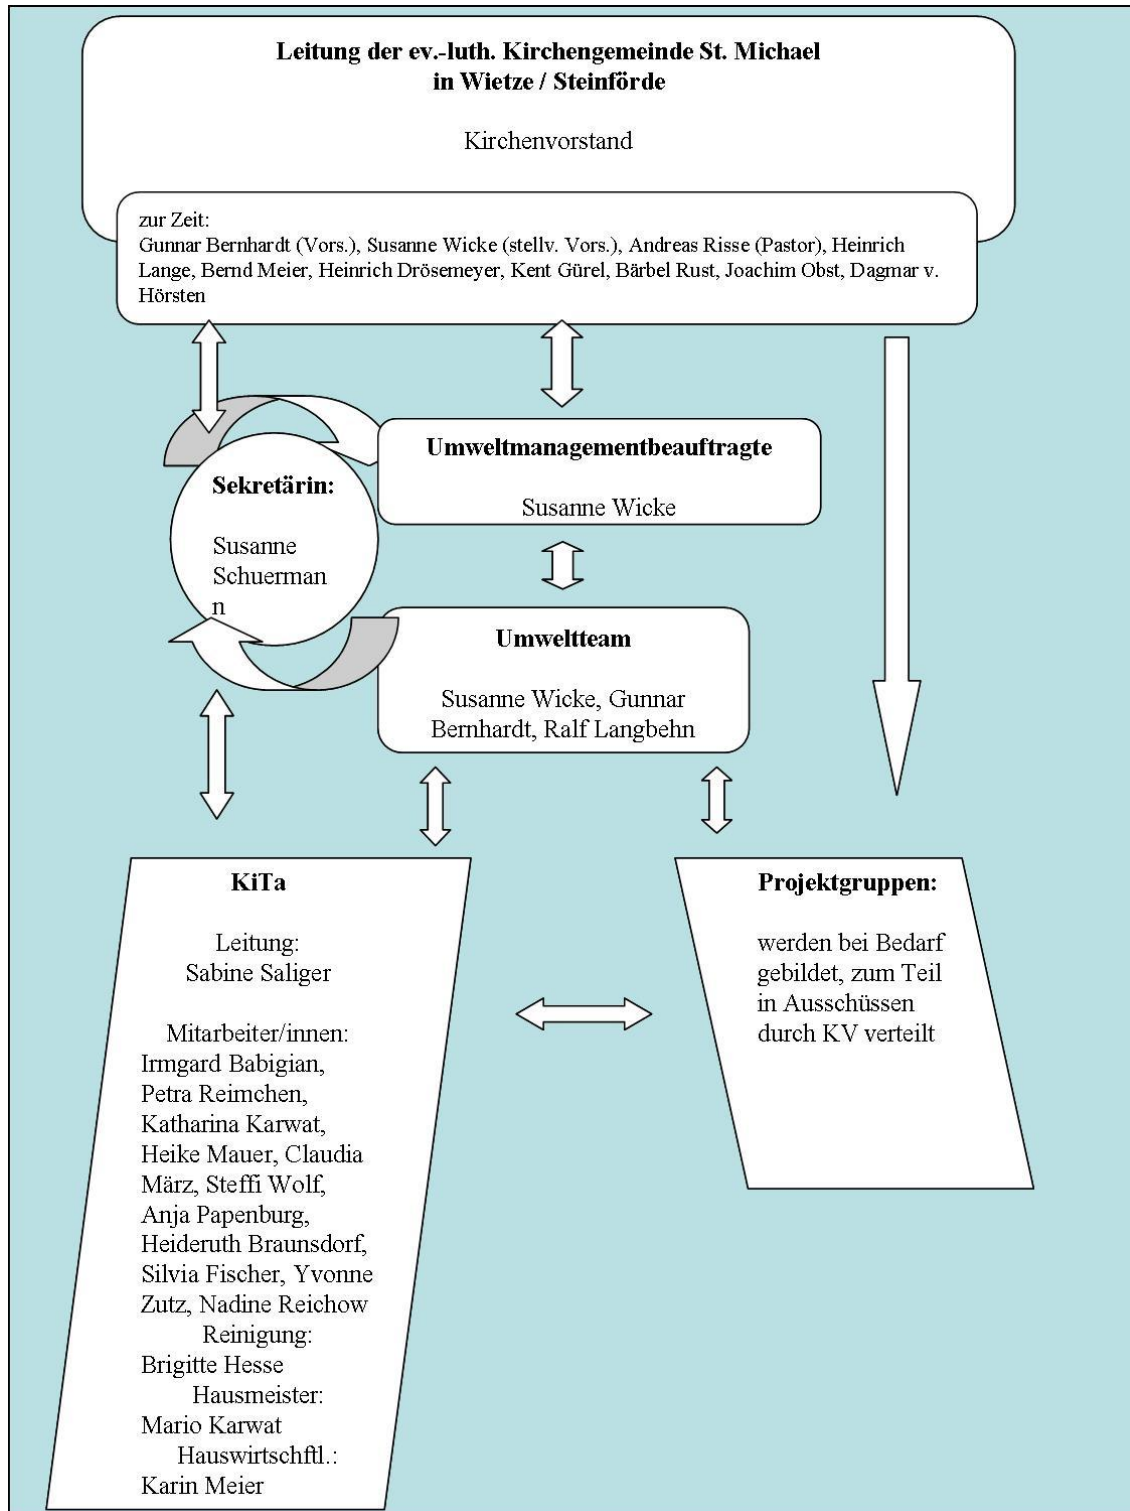 Leitung der ev.-luth. Kirchengemeinde St. Michael
in Wietze / Steinförde
Kirchenvorstand
zur Zeit:
Gunnar Bernhardt (Vors.), Susanne Wicke (stellv. Vors.), Andreas Risse (Pastor), Heinrich
Lange, Bernd Meier, Heinrich Drösemeyer, Kent Gürel, Bärbel Rust, Joachim Obst, Dagmar v.
Hörsten
Umweltmanagementbeauftragte
Susanne Wicke
Sekretärin:
Susanne
Schuerman
n
Umweltteam
Susanne Wicke, Gunnar
Bernhardt, Ralf Langbehn
KiTa
Leitung:
Sabine Saliger
Mitarbeiter/innen:
Irmgard Babigian,
Petra Reimchen,
Katharina Karwat,
Heike Mauer, Claudia
März, Steffi Wolf,
Anja Papenburg,
Heideruth Braunsdorf,
Silvia Fischer, Yvonne
Zutz, Nadine Reichow
Reinigung:
Brigitte Hesse
Hausmeister:
Mario Karwat
Hauswirtschftl.:
Karin Meier
Projektgruppen:
werden bei Bedarf
gebildet, zum Teil
in Ausschüssen
durch KV verteilt